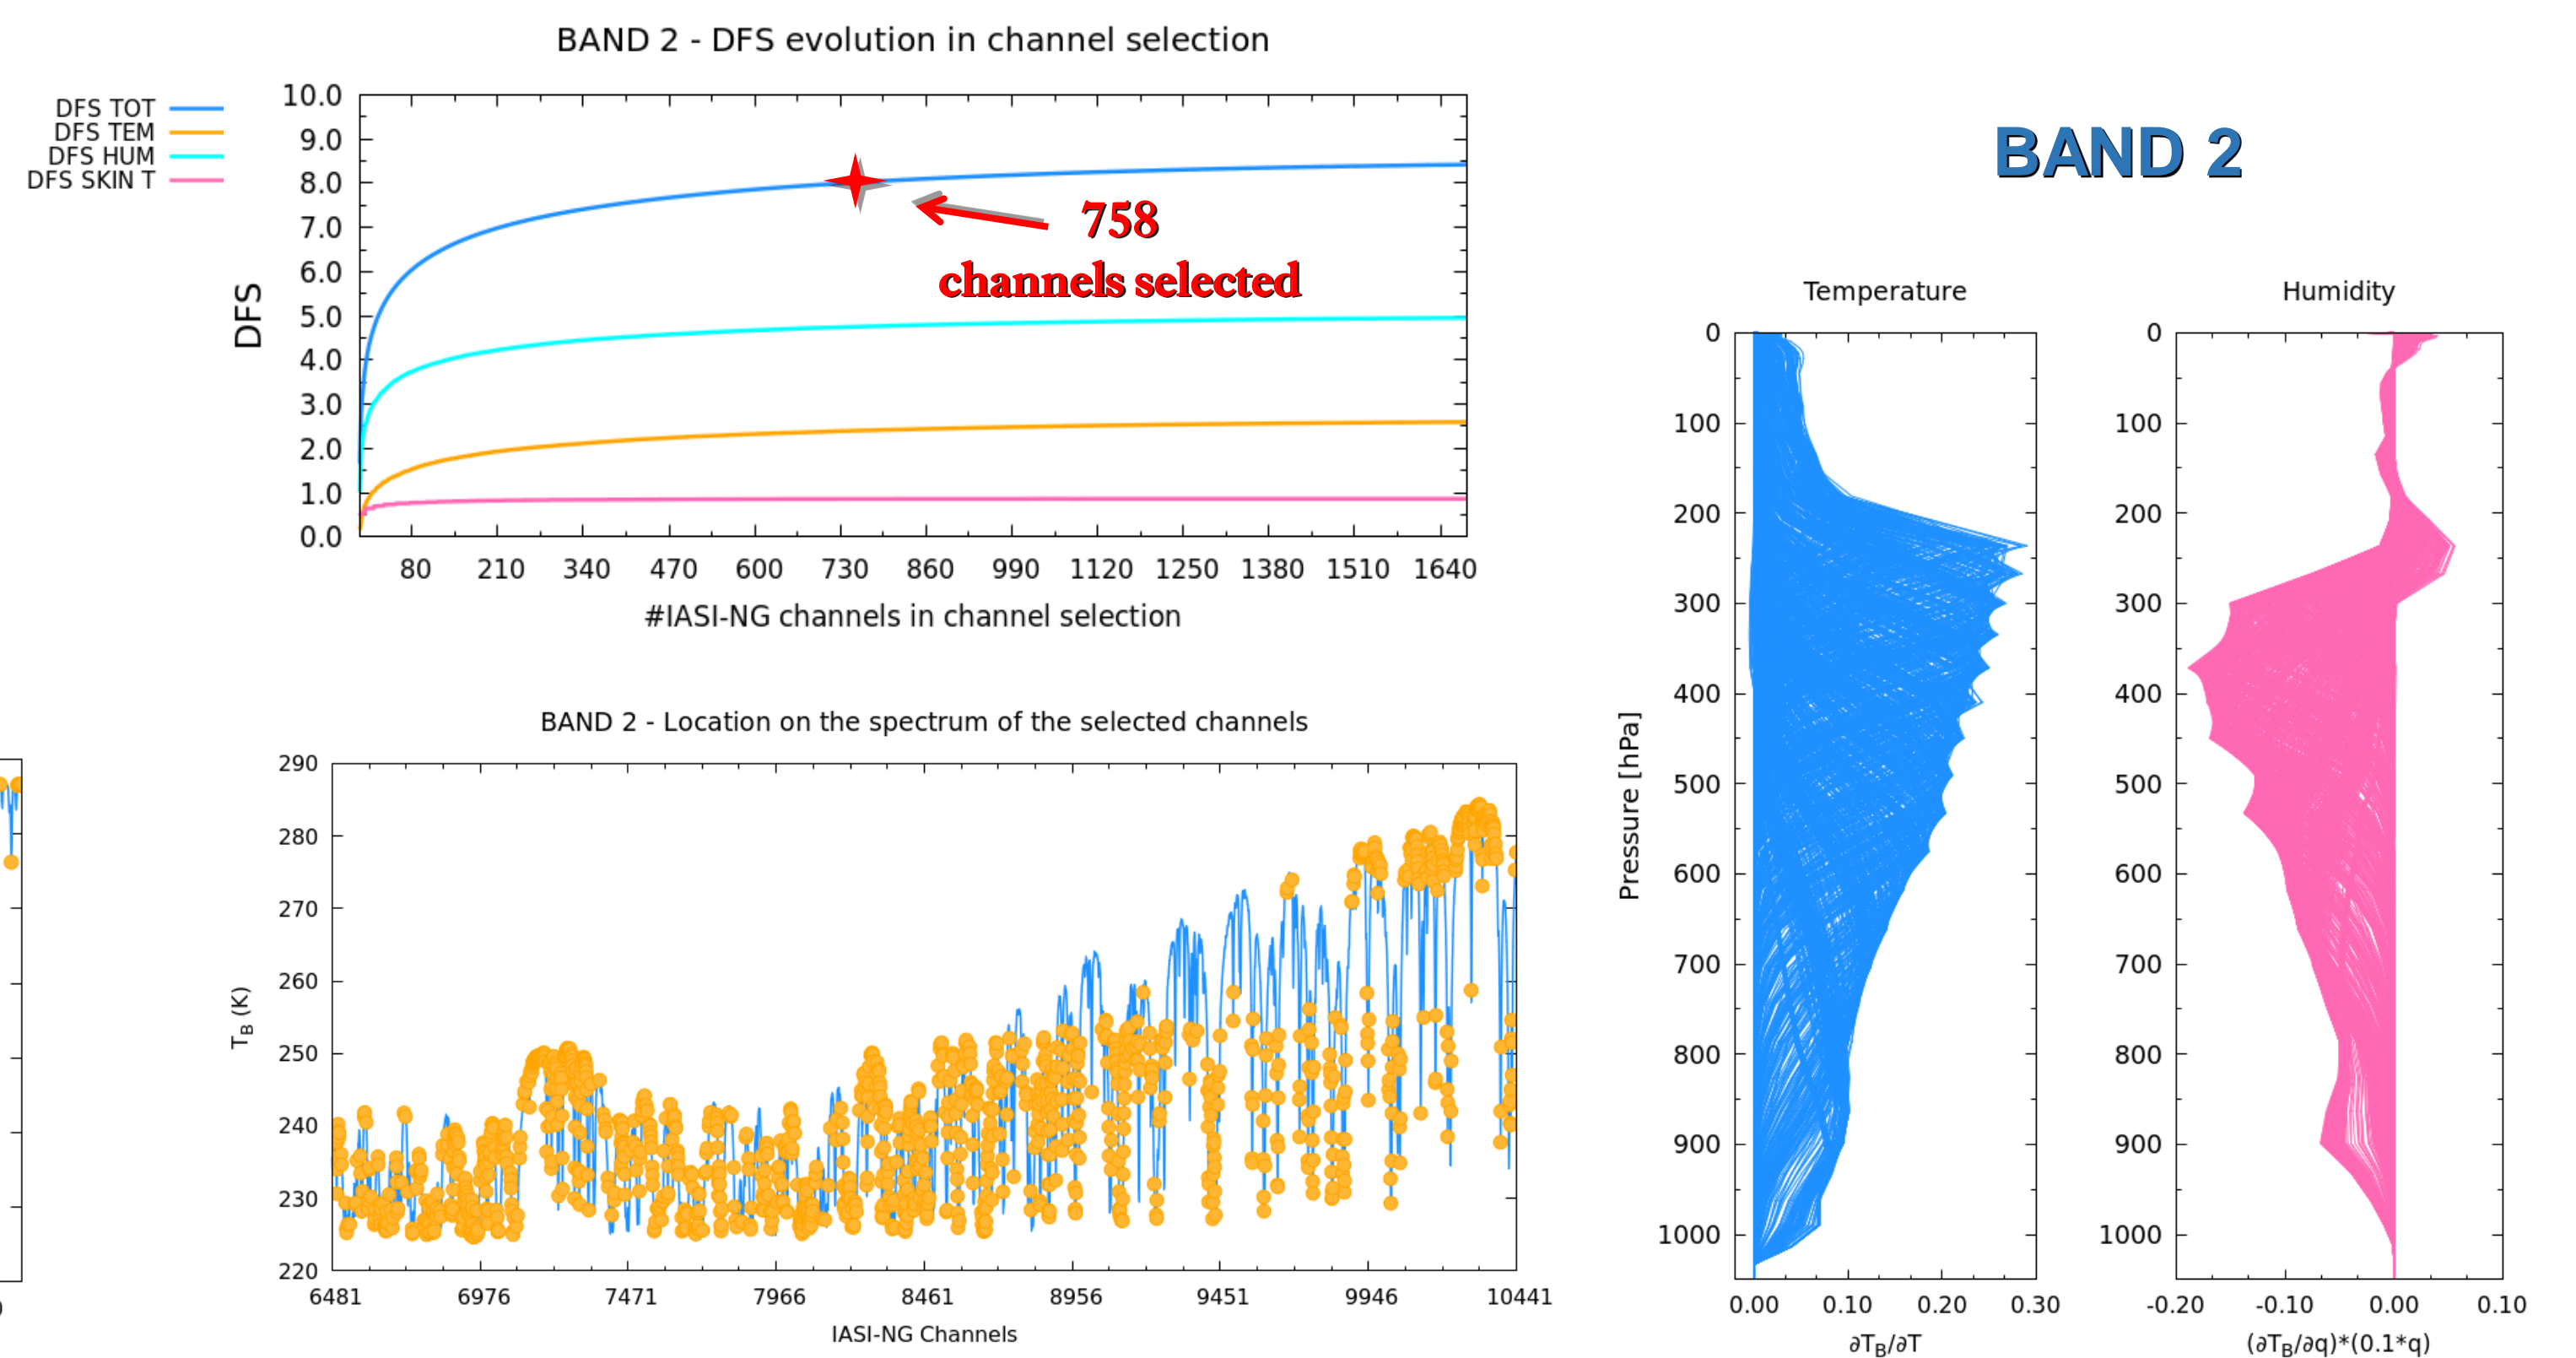 BAND 2 - DFS evolution in channel selection
DFS TOT
DFS TEM
DFS HUM
DFS SKIN T
10.0
9.0
8.0
7.0
6.0
5.0
4.0
3.0
2.0
1.0
0.0
DFS
758
channels selected
80 210 340 470 600 730 860 990 1120 1250 1380 1510 1640
#IASI-NG channels in channel selection
BAND 2
BAND 2 - Location on the spectrum of the selected channels
290
280
270
260
250
240
230
220
T_B (K)
6481 6976 7471 7966 8461 8956 9451 9946 10441
IASI-NG Channels
Temperature
0
100
200
300
400
500
600
700
800
900
1000
Pressure [hPa]
0.00 0.10 0.20 0.30
∂T_B/∂T
Humidity
0
100
200
300
400
500
600
700
800
900
1000
-0.20 -0.10 0.00 0.10
(∂T_B/∂q)*(0.1*q)